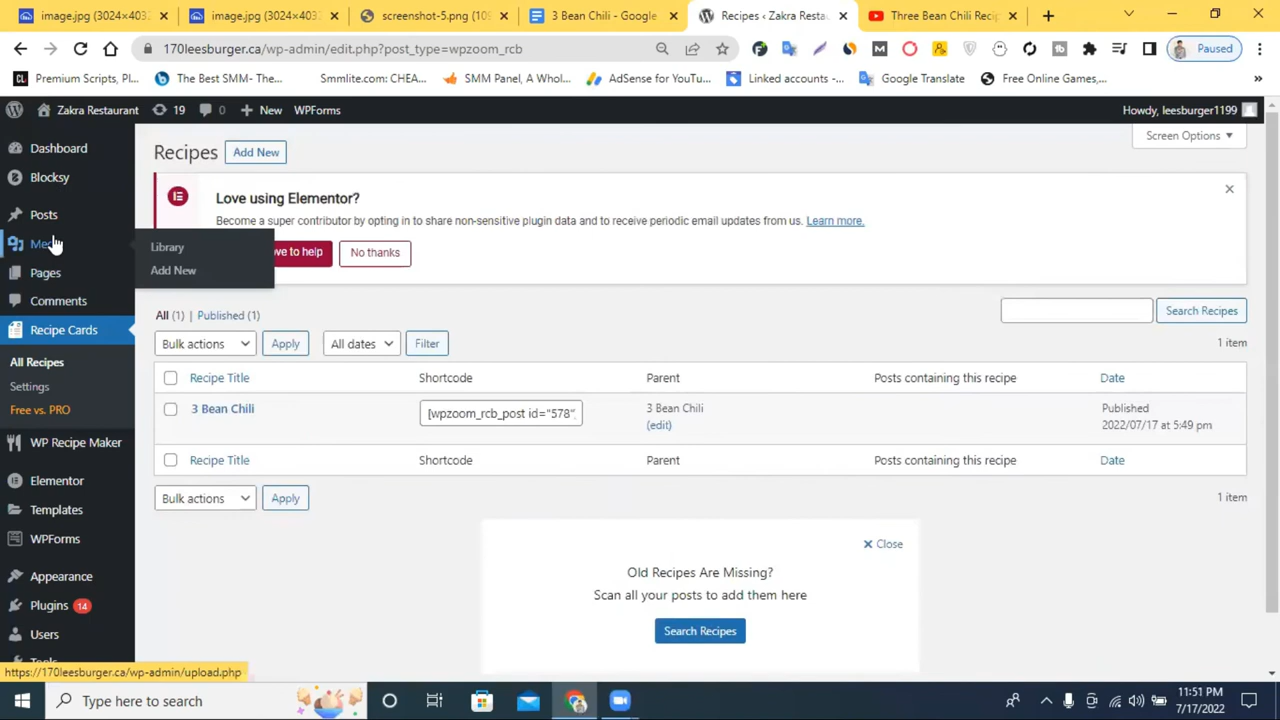 image.jpg (3024×403
image.jpg (3024×403
screenshot-5.png (109
3 Bean Chili - Google
Recipes ‹ Zakra Restau
Three Bean Chili Recip
170leesburger.ca/wp-admin/edit.php?post_type=wpzoom_rcb
Paused
Premium Scripts, Pl...
The Best SMM- The...
Smmlite.com: CHEA...
SMM Panel, A Whol...
AdSense for YouTu...
Linked accounts -...
Google Translate
Free Online Games,...
Zakra Restaurant
19
0
New
WPForms
Howdy, leesburger1199
Dashboard
Blocksy
Posts
Pages
Comments
Recipe Cards
All Recipes
Settings
Free vs. PRO
WP Recipe Maker
Elementor
Templates
WPForms
Appearance
Plugins 14
Users
Tools
Library
Add New
Screen Options
Recipes
Add New
Love using Elementor?
Become a super contributor by opting in to share non-sensitive plugin data and to receive periodic email updates from us. Learn more.
ve to help
No thanks
All (1) | Published (1)
Search Recipes
Bulk actions
Apply
All dates
Filter
1 item
Recipe Title
Shortcode
Parent
Posts containing this recipe
Date
3 Bean Chili
[wpzoom_rcb_post id="578"
3 Bean Chili
(edit)
Published
2022/07/17 at 5:49 pm
Recipe Title
Shortcode
Parent
Posts containing this recipe
Date
Bulk actions
Apply
1 item
Close
Old Recipes Are Missing?
Scan all your posts to add them here
Search Recipes
https://170leesburger.ca/wp-admin/upload.php
Type here to search
11:51 PM
7/17/2022